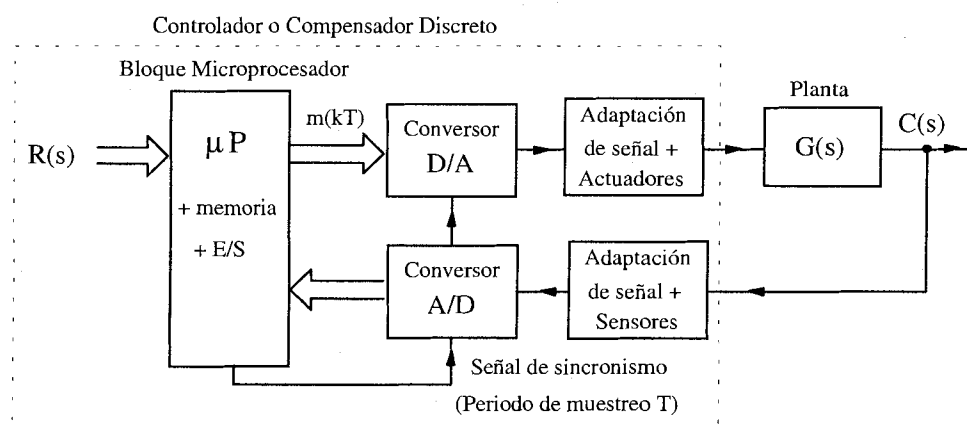 Controlador o Compensador Discreto
Bloque Microprocesador
R(s)
μP
+ memoria
+ E/S
m(kT)
Conversor
D/A
Adaptación
de señal +
Actuadores
Planta
G(s)
C(s)
Conversor
A/D
Adaptación
de señal +
Sensores
Señal de sincronismo
(Periodo de muestreo T)